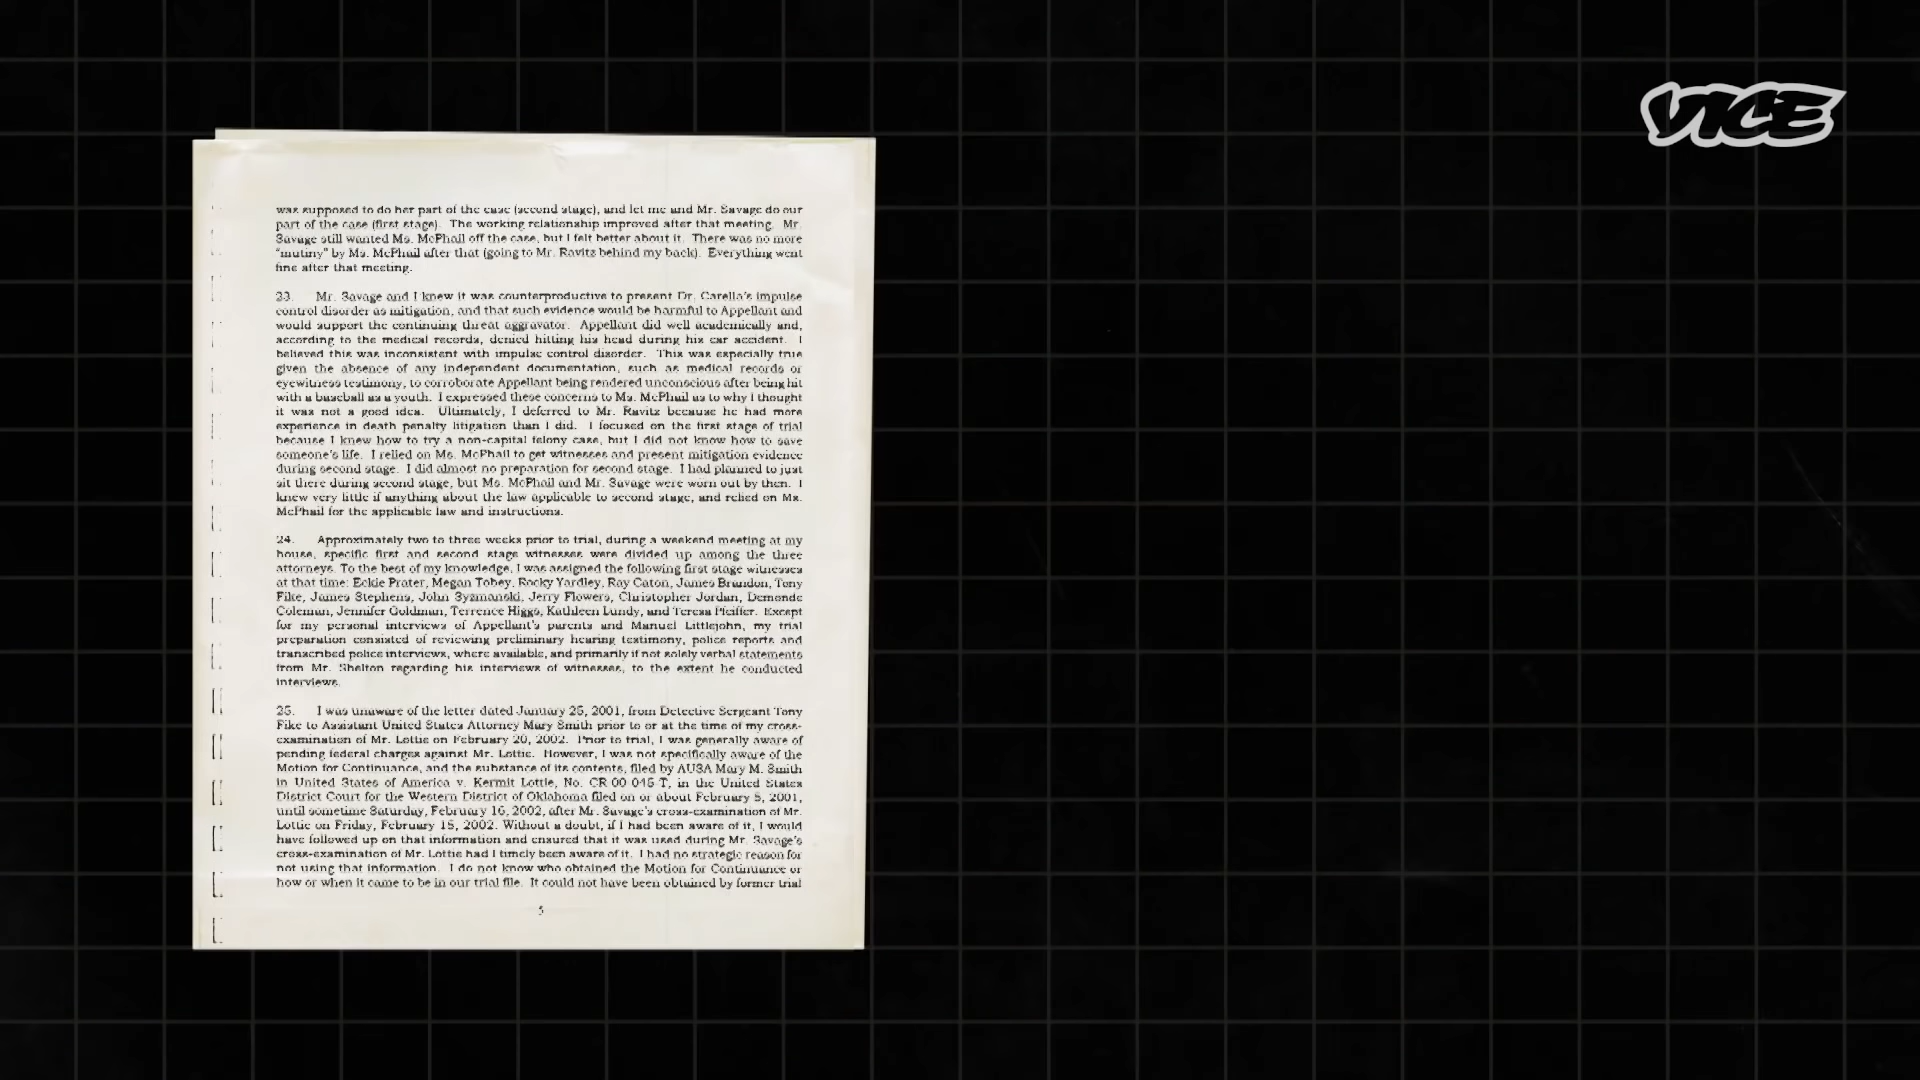 VICE
was supposed to do her part of the case (second stage), and let me and Mr. Savage do our
part of the case (first stage). The working relationship improved after that meeting. Mr.
Savage still wanted Ms. McPhail off the case, but I felt better about it. There was no more
"mutiny" by Ms. McPhail after that (going to Mr. Ravitz behind my back). Everything went
fine after that meeting.
23. Mr. Savage and I knew it was counterproductive to present Dr. Carella's impulse
control disorder as mitigation, and that such evidence would be harmful to Appellant and
would support the continuing threat aggravator. Appellant did well academically and,
according to the medical records, denied hitting his head during his car accident. I
believed this was inconsistent with impulse control disorder. This was especially true
given the absence of any independent documentation, such as medical records or
eyewitness testimony, to corroborate Appellant being rendered unconscious after being hit
with a baseball as a youth. I expressed these concerns to Ms. McPhail as to why I thought
it was not a good idea. Ultimately, I deferred to Mr. Ravitz because he had more
experience in death penalty litigation than I did. I focused on the first stage of trial
because I knew how to try a non-capital felony case, but I did not know how to save
someone's life. I relied on Ms. McPhail to get witnesses and present mitigation evidence
during second stage. I did almost no preparation for second stage. I had planned to just
sit there during second stage, but Ms. McPhail and Mr. Savage were worn out by then. I
knew very little if anything about the law applicable to second stage, and relied on Ms.
McPhail for the applicable law and instructions.
24. Approximately two to three weeks prior to trial, during a weekend meeting at my
house, specific first and second stage witnesses were divided up among the three
attorneys. To the best of my knowledge, I was assigned the following first stage witnesses
at that time: Eckie Prater, Megan Tobey, Rocky Yardley, Ray Caton, James Brandon, Tony
Fike, James Stephens, John Syzmanski, Jerry Flowers, Christopher Jordan, Demonde
Coleman, Jennifer Goldman, Terrence Higgs, Kathleen Lundy, and Teresa Pfeiffer. Except
for my personal interviews of Appellant's parents and Manuel Littlejohn, my trial
preparation consisted of reviewing preliminary hearing testimony, police reports and
transcribed police interviews, where available, and primarily if not solely verbal statements
from Mr. Shelton regarding his interviews of witnesses, to the extent he conducted
interviews.
25. I was unaware of the letter dated January 25, 2001, from Detective Sergeant Tony
Fike to Assistant United States Attorney Mary Smith prior to or at the time of my cross-
examination of Mr. Lottie on February 20, 2002. Prior to trial, I was generally aware of
pending federal charges against Mr. Lottie. However, I was not specifically aware of the
Motion for Continuance, and the substance of its contents, filed by AUSA Mary M. Smith
in United States of America v. Kermit Lottie, No. CR 00 045 T, in the United States
District Court for the Western District of Oklahoma filed on or about February 5, 2001,
until sometime Saturday, February 16, 2002, after Mr. Savage's cross-examination of Mr.
Lottie on Friday, February 15, 2002. Without a doubt, if I had been aware of it, I would
have followed up on that information and ensured that it was used during Mr. Savage's
cross-examination of Mr. Lottie had I timely been aware of it. I had no strategic reason for
not using that information. I do not know who obtained the Motion for Continuance or
how or when it came to be in our trial file. It could not have been obtained by former trial
5